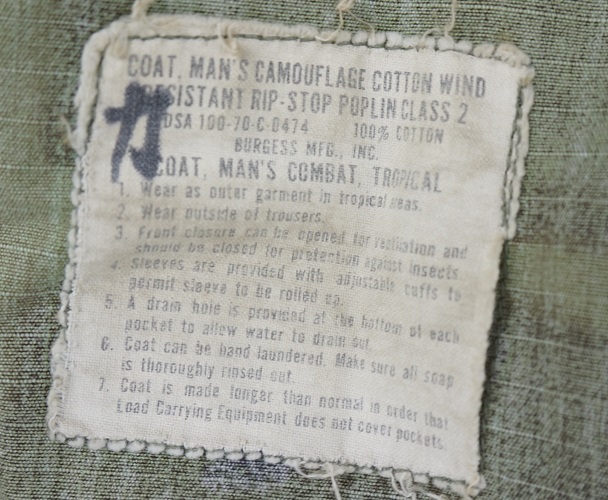 COAT, MAN'S CAMOUFLAGE COTTON WIND
RESISTANT RIP-STOP POPLIN CLASS 2
DSA 100-70-C-0474 100% COTTON
BURGESS MFG., INC.
COAT, MAN'S COMBAT, TROPICAL
1. Wear as outer garment in tropical areas.
2. Wear outside of trousers.
3. Front closure can be opened for ventilation and
should be closed for protection against insects.
4. Sleeves are provided with adjustable cuffs to
permit sleeve to be rolled up.
5. A drain hole is provided at the bottom of each
pocket to allow water to drain out.
6. Coat can be hand laundered. Make sure all soap
is thoroughly rinsed out.
7. Coat is made longer than normal in order that
Load Carrying Equipment does not cover pockets.